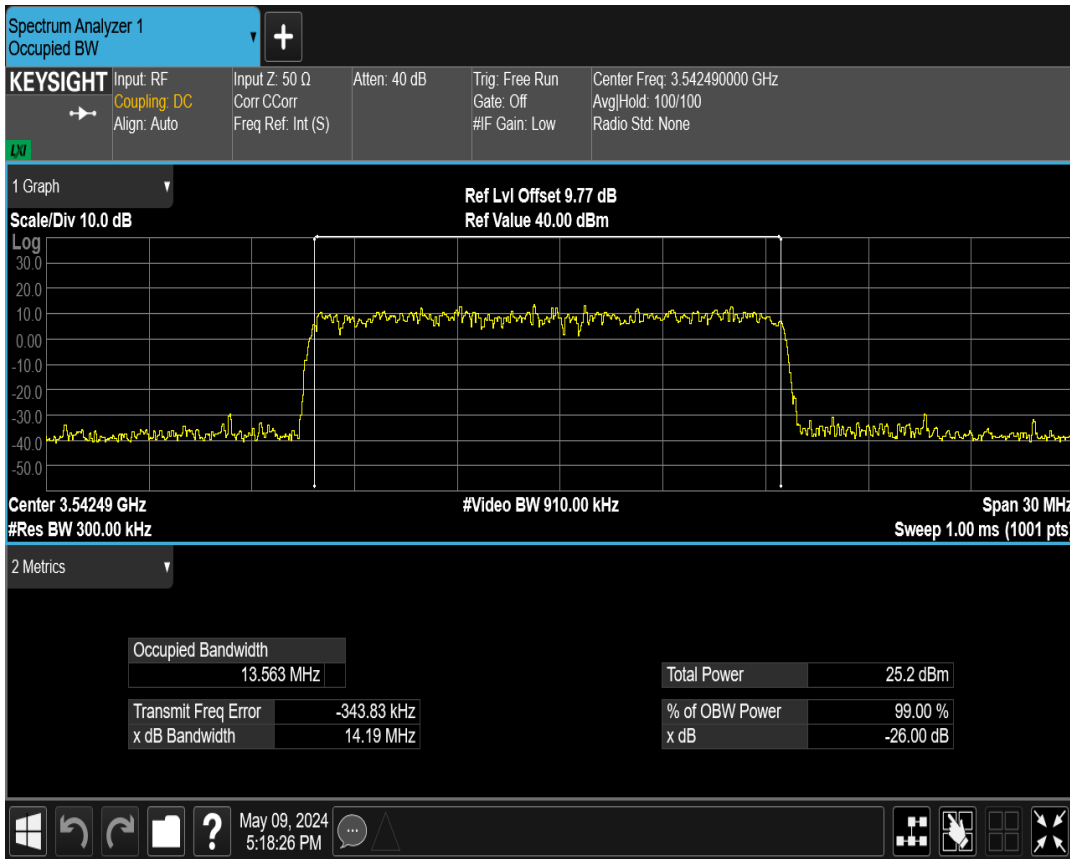 Spectrum Analyzer 1
Occupied BW
+
KEYSIGHT
LXI
Input: RF
Coupling: DC
Align: Auto
Input Z: 50 Ω
Corr CCorr
Freq Ref: Int (S)
Atten: 40 dB
Trig: Free Run
Gate: Off
#IF Gain: Low
Center Freq: 3.542490000 GHz
Avg|Hold: 100/100
Radio Std: None
1 Graph
Scale/Div 10.0 dB
Ref Lvl Offset 9.77 dB
Ref Value 40.00 dBm
Log
30.0
20.0
10.0
0.00
-10.0
-20.0
-30.0
-40.0
-50.0
Center 3.54249 GHz
#Video BW 910.00 kHz
Span 30 MHz
#Res BW 300.00 kHz
Sweep 1.00 ms (1001 pts)
2 Metrics
Occupied Bandwidth
13.563 MHz
Total Power 25.2 dBm
Transmit Freq Error -343.83 kHz
% of OBW Power 99.00 %
x dB Bandwidth 14.19 MHz
x dB -26.00 dB
?
May 09, 2024
5:18:26 PM